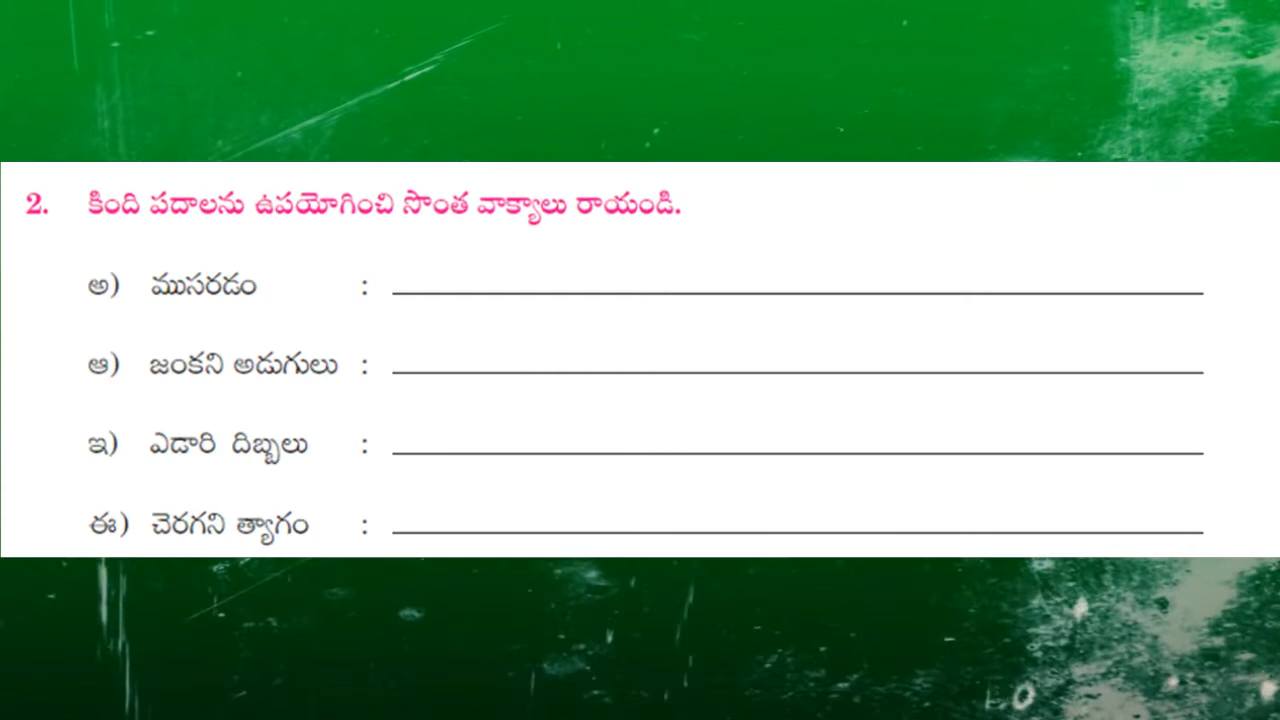 2. కింది పదాలను ఉపయోగించి సొంత వాక్యాలు రాయండి.
అ) ముసరడం :
ఆ) జంకని అడుగులు :
ఇ) ఎడారి దిబ్బలు :
ఈ) చెరగని త్యాగం :